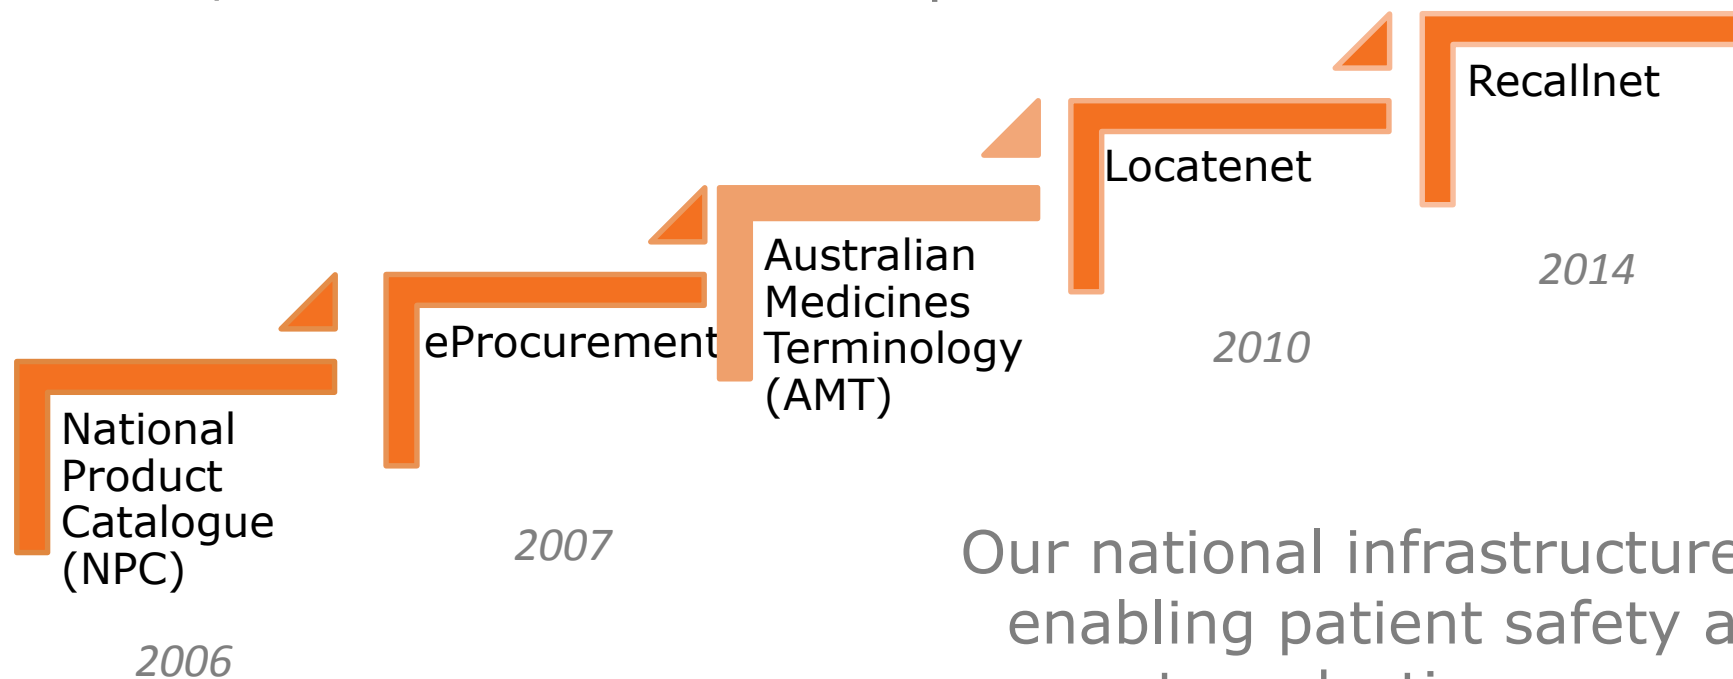 Recallnet
Locatenet
2014
Australian
Medicines
Terminology
(AMT)
eProcurement
2010
National
Product
Catalogue
(NPC)
2007
2006
Our national infrastructure
enabling patient safety